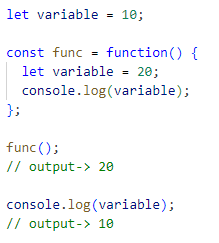 let variable = 10;
const func = function() {
let variable = 20;
console.log(variable);
};
func();
// output-> 20
console.log(variable);
// output-> 10